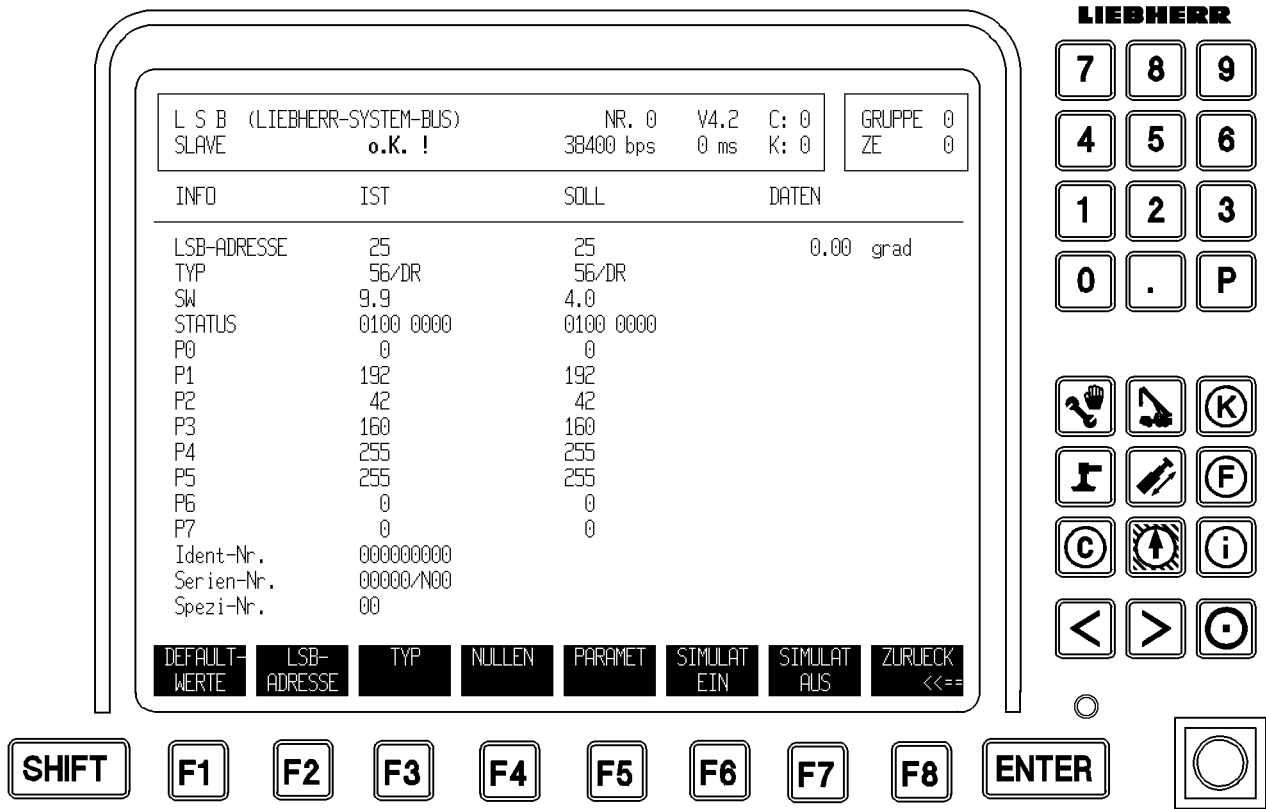 LIEBHERR
L S B (LIEBHERR-SYSTEM-BUS) NR. 0 V4.2 C: 0 GRUPPE 0
SLAVE o.K. ! 38400 bps 0 ms K: 0 ZE 0
INFO IST SOLL DATEN
LSB-ADRESSE 25 25 0.00 grad
TYP 56/DR 56/DR
SW 9.9 4.0
STATUS 0100 0000 0100 0000
P0 0 0
P1 192 192
P2 42 42
P3 160 160
P4 255 255
P5 255 255
P6 0 0
P7 0 0
Ident-Nr. 000000000
Serien-Nr. 00000/N00
Spezi-Nr. 00
DEFAULT- LSB- TYP NULLEN PARAMET SIMULAT SIMULAT ZURUECK
WERTE ADRESSE EIN AUS <<==
7 8 9
4 5 6
1 2 3
0 . P
K
F
C i
< >
SHIFT F1 F2 F3 F4 F5 F6 F7 F8 ENTER